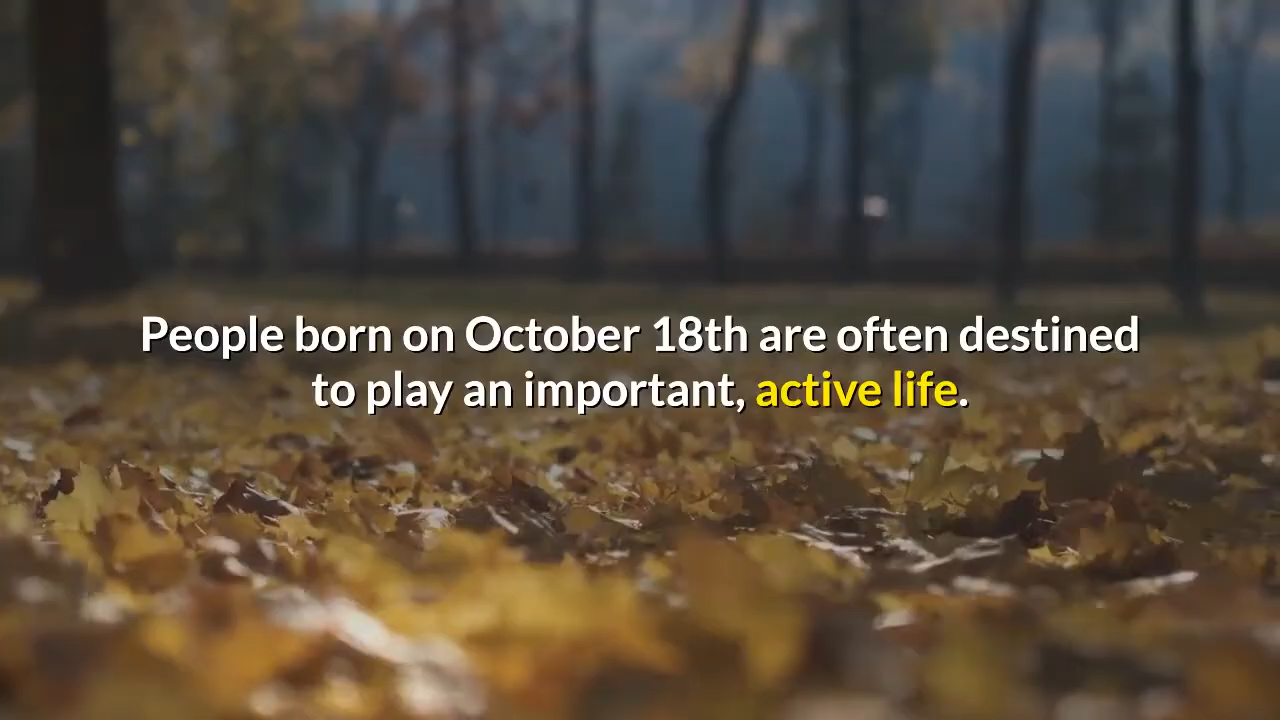 People born on October 18th are often destined
to play an important, active life.